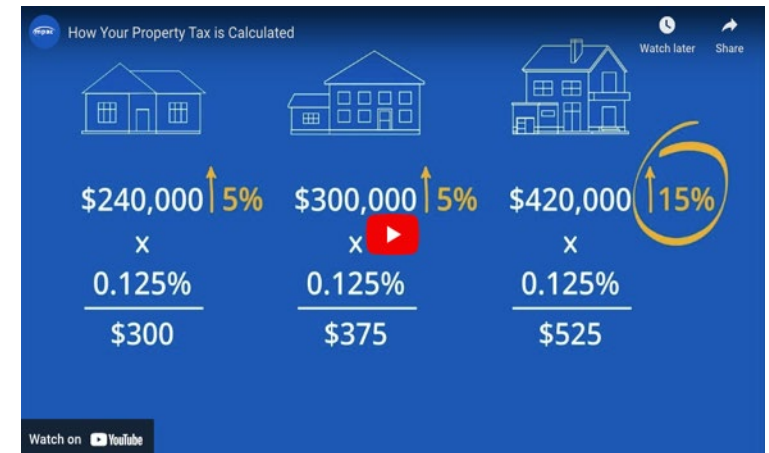 mpac How Your Property Tax is Calculated
Watch later Share
$240,000 ↑ 5% $300,000 ↑ 5% $420,000 ↑ 15%
x x x
0.125% 0.125% 0.125%
$300 $375 $525
Watch on YouTube